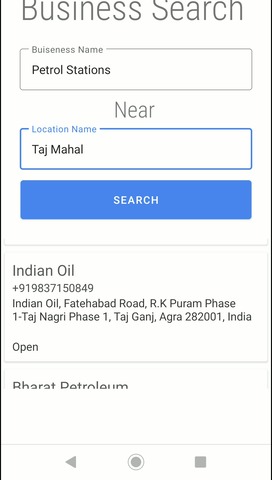 Business Search
Buiseness Name
Petrol Stations
Near
Location Name
Taj Mahal
SEARCH
Indian Oil
+919837150849
Indian Oil, Fatehabad Road, R.K Puram Phase
1-Taj Nagri Phase 1, Taj Ganj, Agra 282001, India
Open
Bharat Petroleum